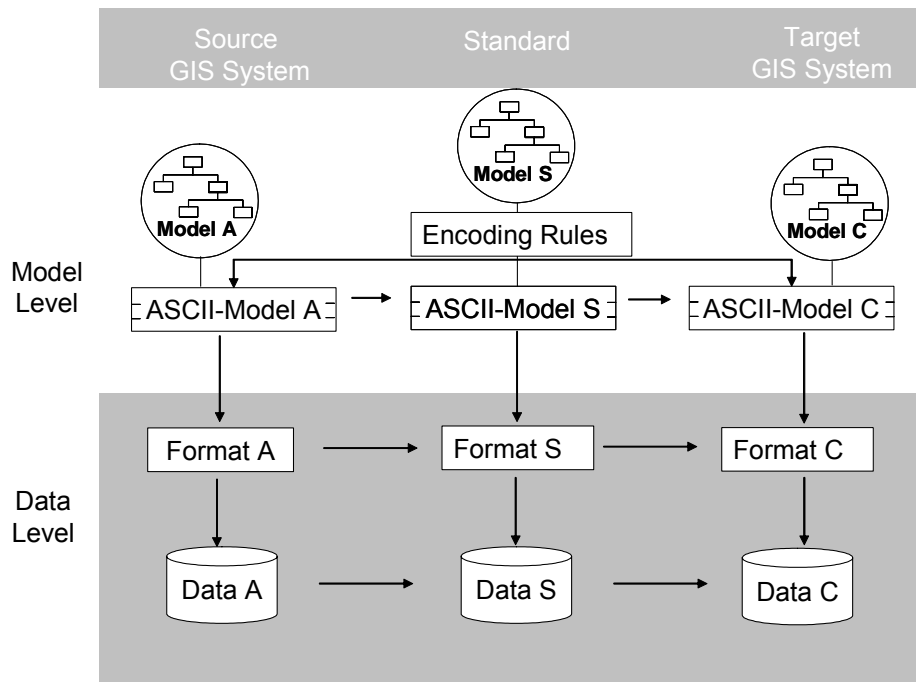 Source
GIS System
Standard
Target
GIS System
Model S
Model A
Model C
Encoding Rules
Model
Level
ASCII-Model A
ASCII-Model S
ASCII-Model C
Format A
Format S
Format C
Data
Level
Data A
Data S
Data C